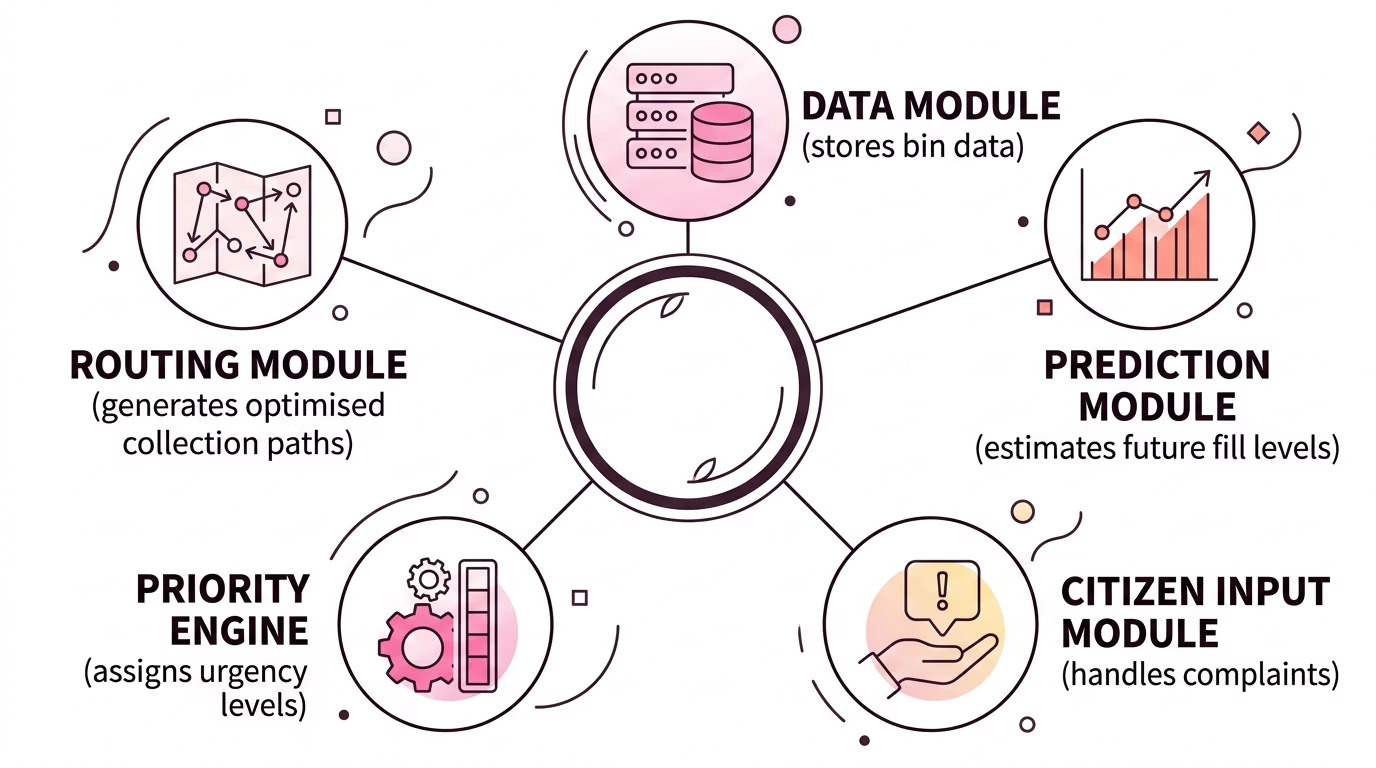 DATA MODULE
(stores bin data)
ROUTING MODULE
(generates optimised
collection paths)
PREDICTION
MODULE
(estimates future fill levels)
PRIORITY
ENGINE
(assigns urgency
levels)
CITIZEN INPUT
MODULE
(handles complaints)